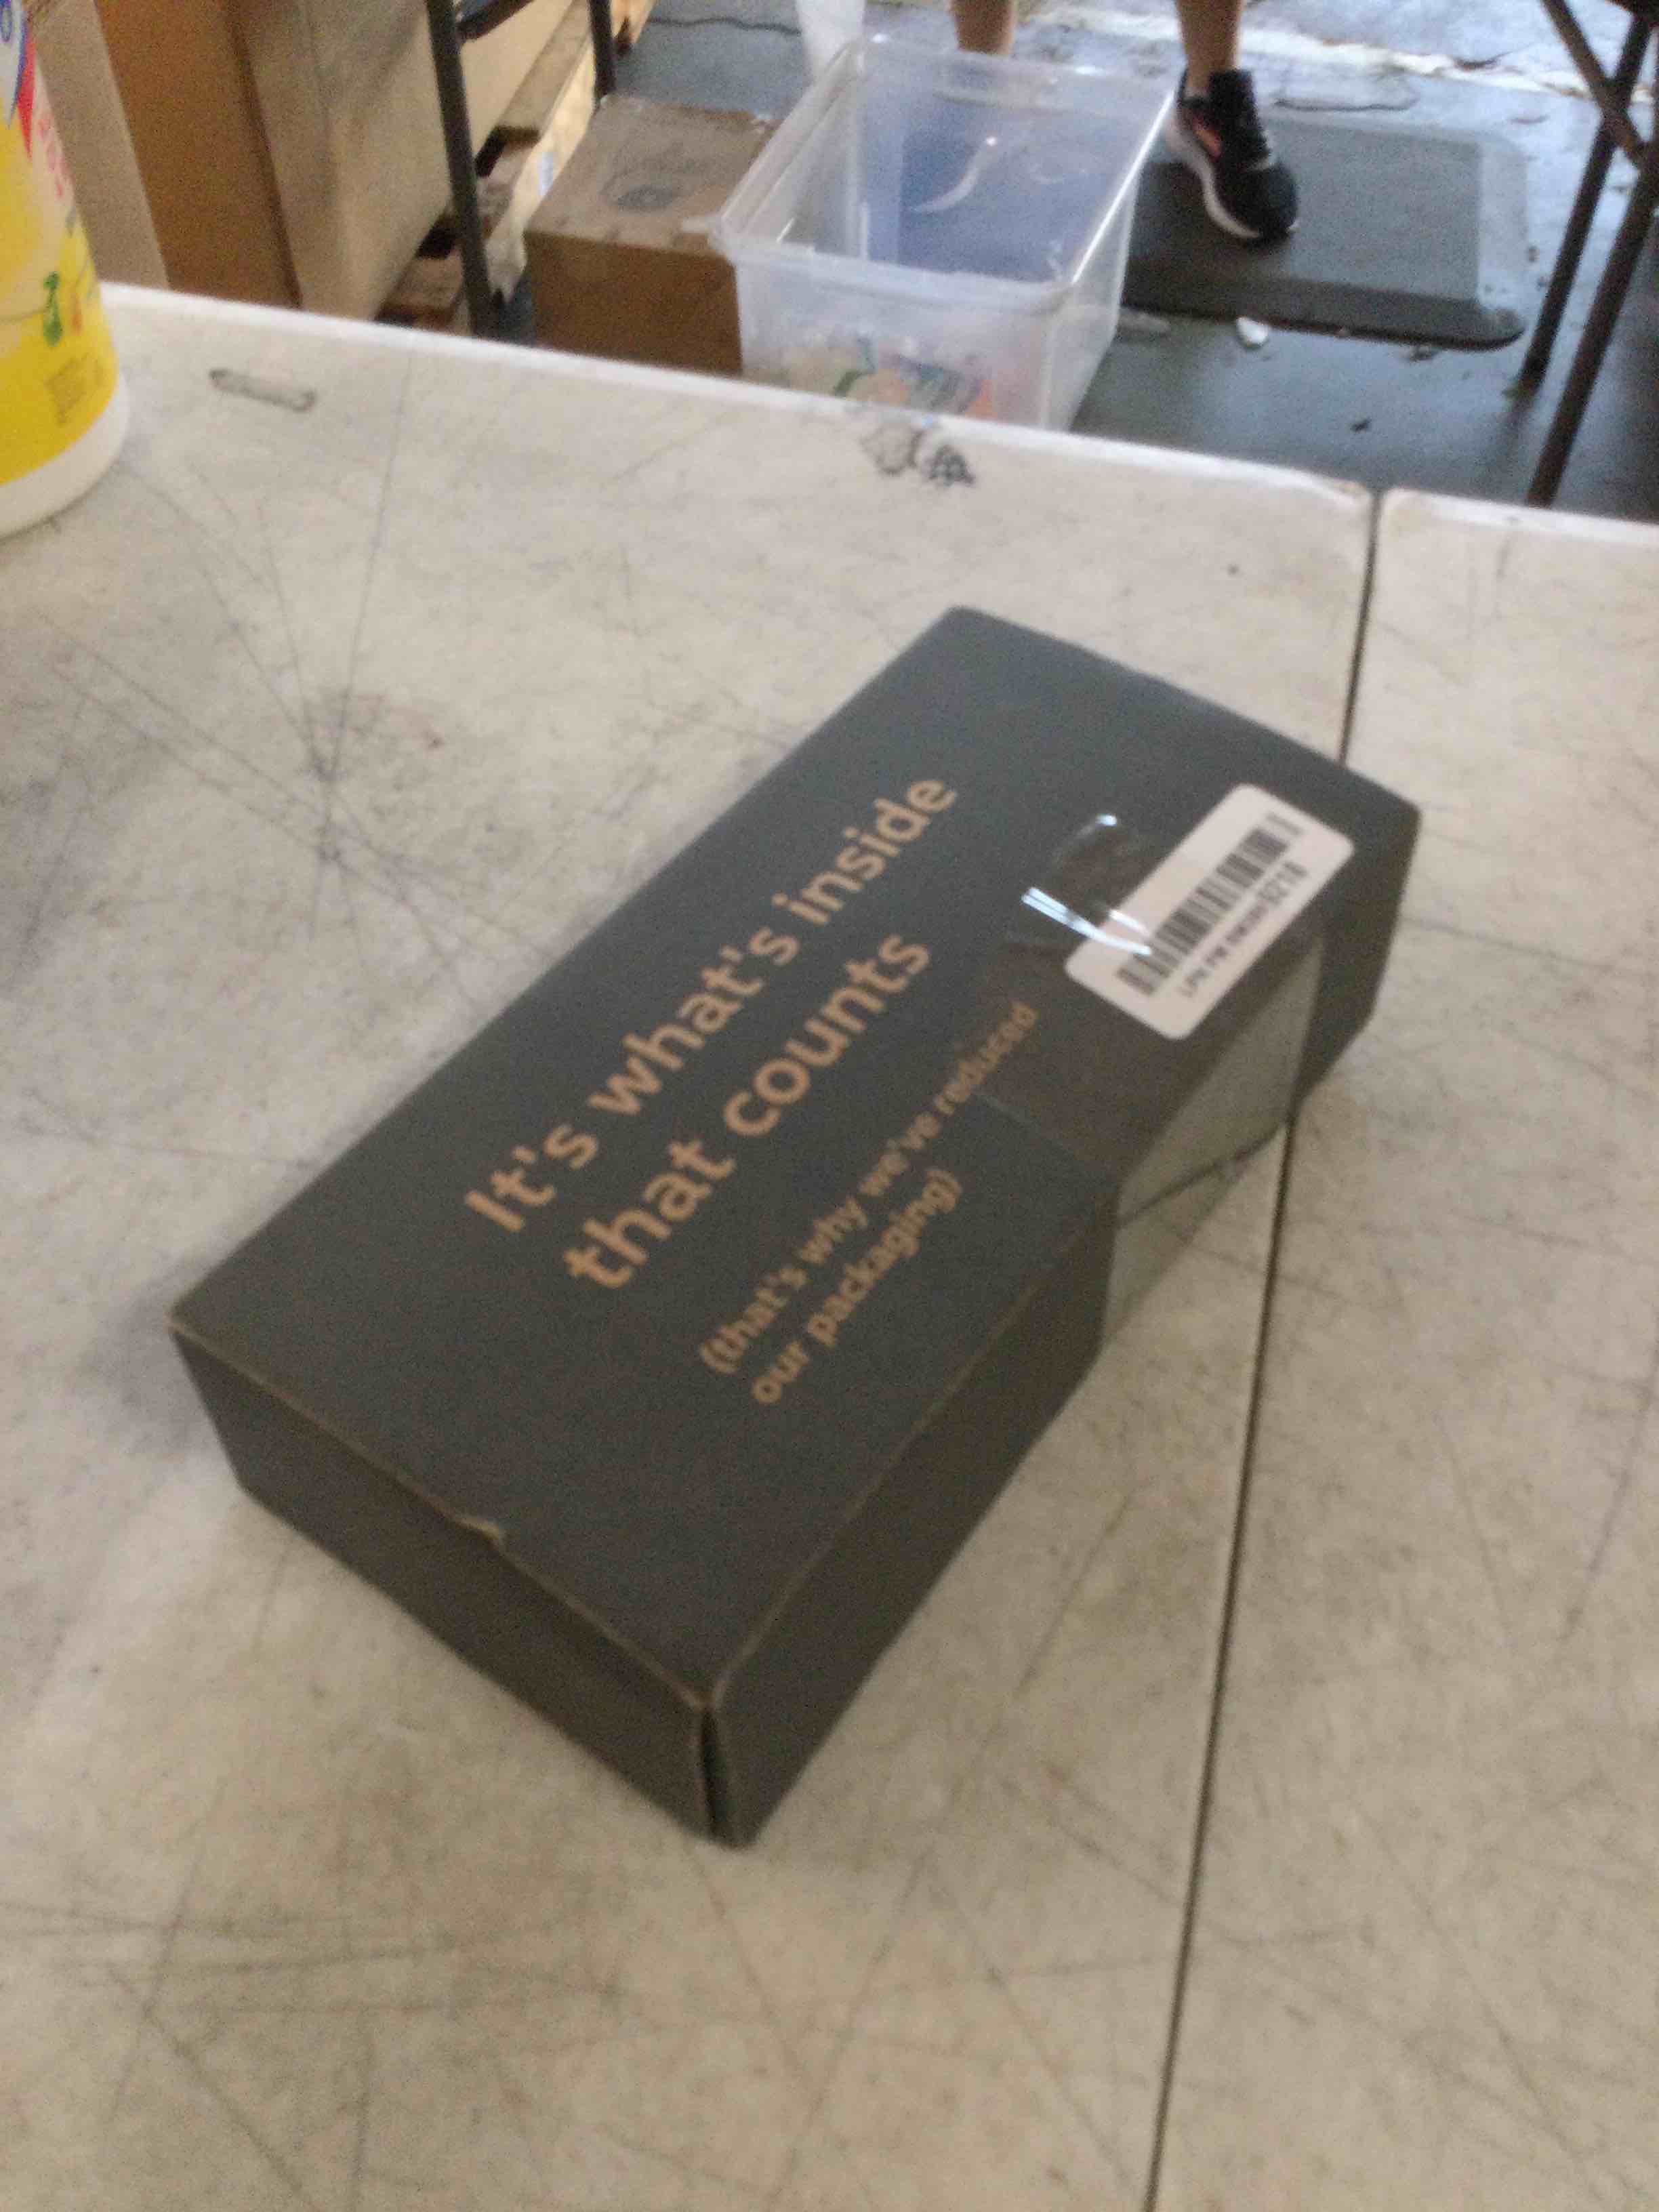 It's what's inside
that counts
(that's why we've reduced
our packaging)